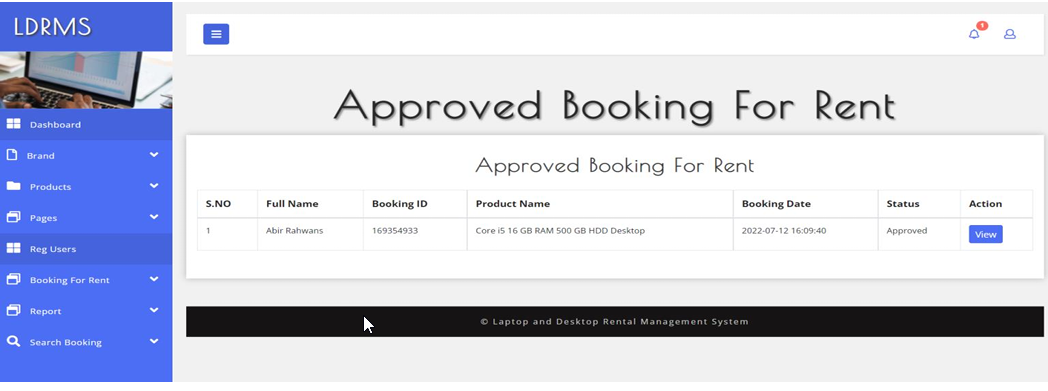 LDRMS
1
Dashboard
Brand
Products
Pages
Reg Users
Booking For Rent
Report
Search Booking
Approved Booking For Rent
Approved Booking For Rent
S.NO Full Name Booking ID Product Name Booking Date Status Action
1 Abir Rahwans 169354933 Core i5 16 GB RAM 500 GB HDD Desktop 2022-07-12 16:09:40 Approved View
© Laptop and Desktop Rental Management System